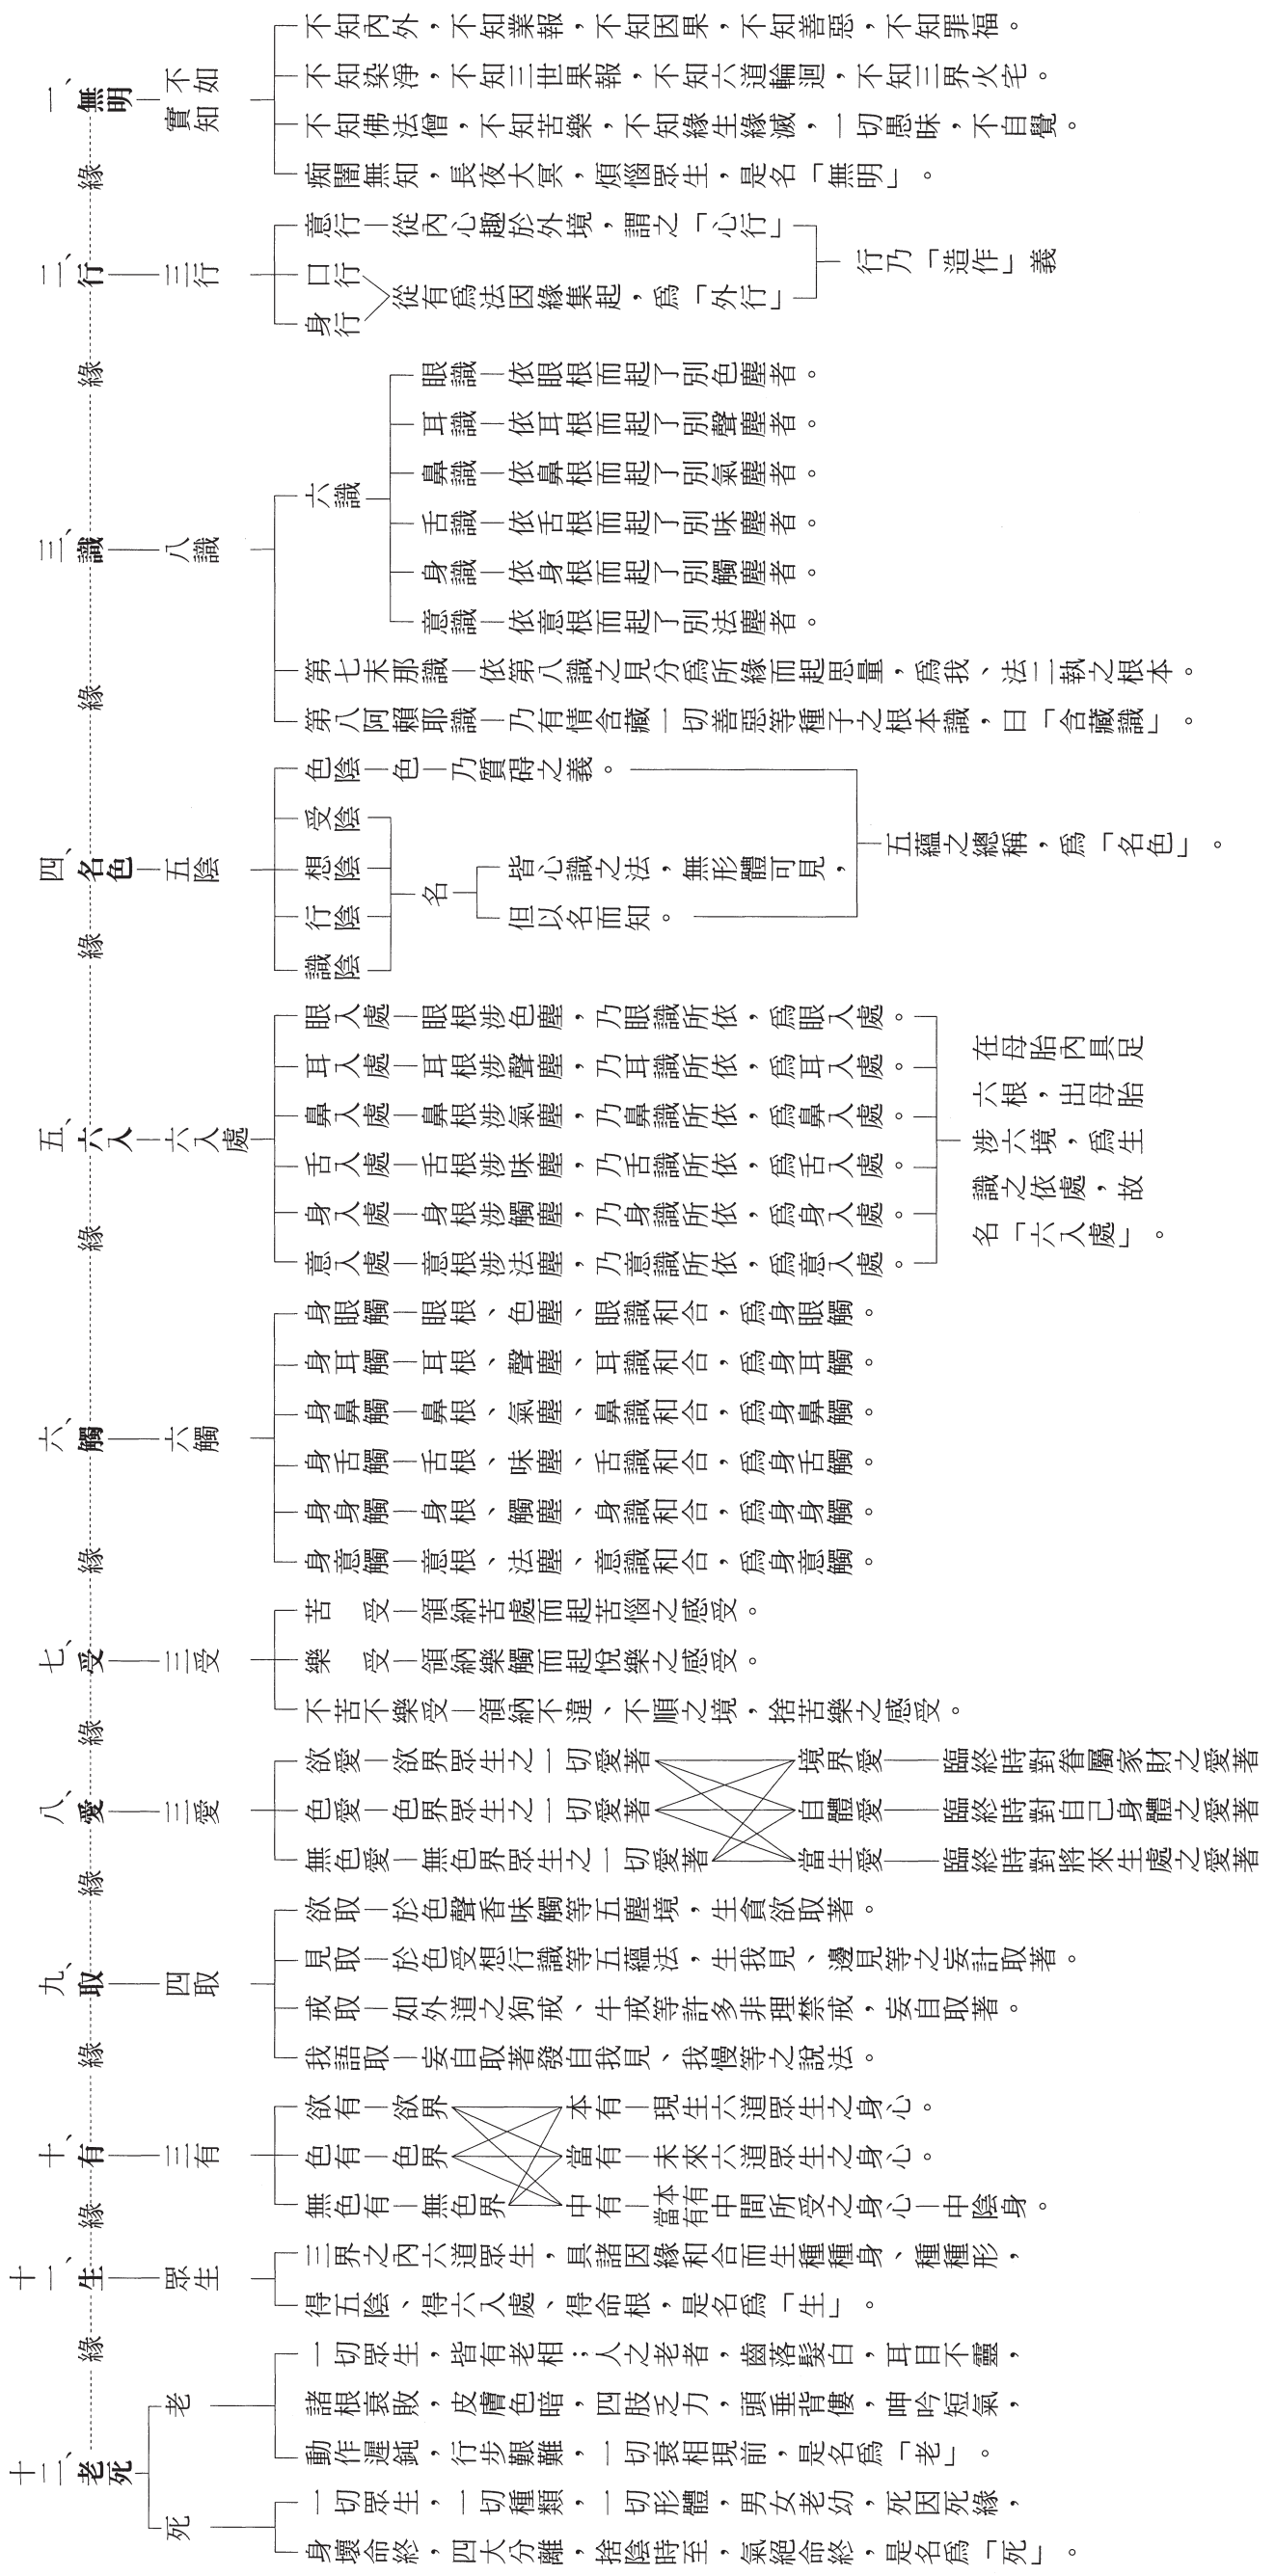 一、無明
不如
實知
不知內外，不知業報，不知因果，不知善惡，不知罪福。
不知染淨，不知三世果報，不知六道輪迴，不知三界火宅。
不知佛法僧，不知苦樂，不知緣生緣滅，一切愚昧，不自覺。
痴闇無知，長夜大冥，煩惱眾生，是名「無明」。
緣
二、行
三行
意行
從內心趣於外境，謂之「心行」
口行
身行
從有爲法因緣集起，爲「外行」
行乃「造作」義
緣
三、識
八識
六識
眼識
依眼根而起了別色塵者。
耳識
依耳根而起了別聲塵者。
鼻識
依鼻根而起了別氣塵者。
舌識
依舌根而起了別味塵者。
身識
依身根而起了別觸塵者。
意識
依意根而起了別法塵者。
第七末那識
依第八識之見分爲所緣而起思量，爲我、法二執之根本。
第八阿賴耶識
乃有情含藏一切善惡等種子之根本識，曰「含藏識」。
緣
四、名色
五陰
色陰
色
乃質碍之義。
受陰
想陰
行陰
識陰
名
皆心識之法，無形體可見，
但以名而知。
五蘊之總稱，爲「名色」。
緣
五、六入
六入處
眼入處
眼根涉色塵，乃眼識所依，爲眼入處。
耳入處
耳根涉聲塵，乃耳識所依，爲耳入處。
鼻入處
鼻根涉氣塵，乃鼻識所依，爲鼻入處。
舌入處
舌根涉味塵，乃舌識所依，爲舌入處。
身入處
身根涉觸塵，乃身識所依，爲身入處。
意入處
意根涉法塵，乃意識所依，爲意入處。
在母胎內具足
六根，出母胎
涉六境，爲生
識之依處，故
名「六入處」。
緣
六、觸
六觸
身眼觸
眼根、色塵、眼識和合，爲身眼觸。
身耳觸
耳根、聲塵、耳識和合，爲身耳觸。
身鼻觸
鼻根、氣塵、鼻識和合，爲身鼻觸。
身舌觸
舌根、味塵、舌識和合，爲身舌觸。
身身觸
身根、觸塵、身識和合，爲身身觸。
身意觸
意根、法塵、意識和合，爲身意觸。
緣
七、受
三受
苦　受
領納苦處而起苦惱之感受。
樂　受
領納樂觸而起悅樂之感受。
不苦不樂受
領納不違、不順之境，捨苦樂之感受。
緣
八、愛
三愛
欲愛
欲界眾生之一切愛著
色愛
色界眾生之一切愛著
無色愛
無色界眾生之一切愛著
境界愛
臨終時對眷屬家財之愛著
自體愛
臨終時對自己身體之愛著
當生愛
臨終時對將來生處之愛著
緣
九、取
四取
欲取
於色聲香味觸等五塵境，生貪欲取著。
見取
於色受想行識等五蘊法，生我見、邊見等之妄計取著。
戒取
如外道之狗戒、牛戒等許多非理禁戒，妄自取著。
我語取
妄自取著發自我見、我慢等之說法。
緣
十、有
三有
欲有
欲界
色有
色界
無色有
無色界
本有
現生六道眾生之身心。
當有
未來六道眾生之身心。
中有
本有
當有
中間所受之身心
中陰身。
緣
十一、生
眾生
三界之內六道眾生，具諸因緣和合而生種種身、種種形，
得五陰、得六入處、得命根，是名爲「生」。
緣
十二、老死
老
一切眾生，皆有老相；人之老者，齒落髮白，耳目不靈，
諸根衰敗，皮膚色暗，四肢乏力，頭垂背僂，呻吟短氣，
動作遲鈍，行步艱難，一切衰相現前，是名爲「老」。
死
一切眾生，一切種類，一切形體，男女老幼，死因死緣，
身壞命終，四大分離，捨陰時至，氣絕命終，是名爲「死」。